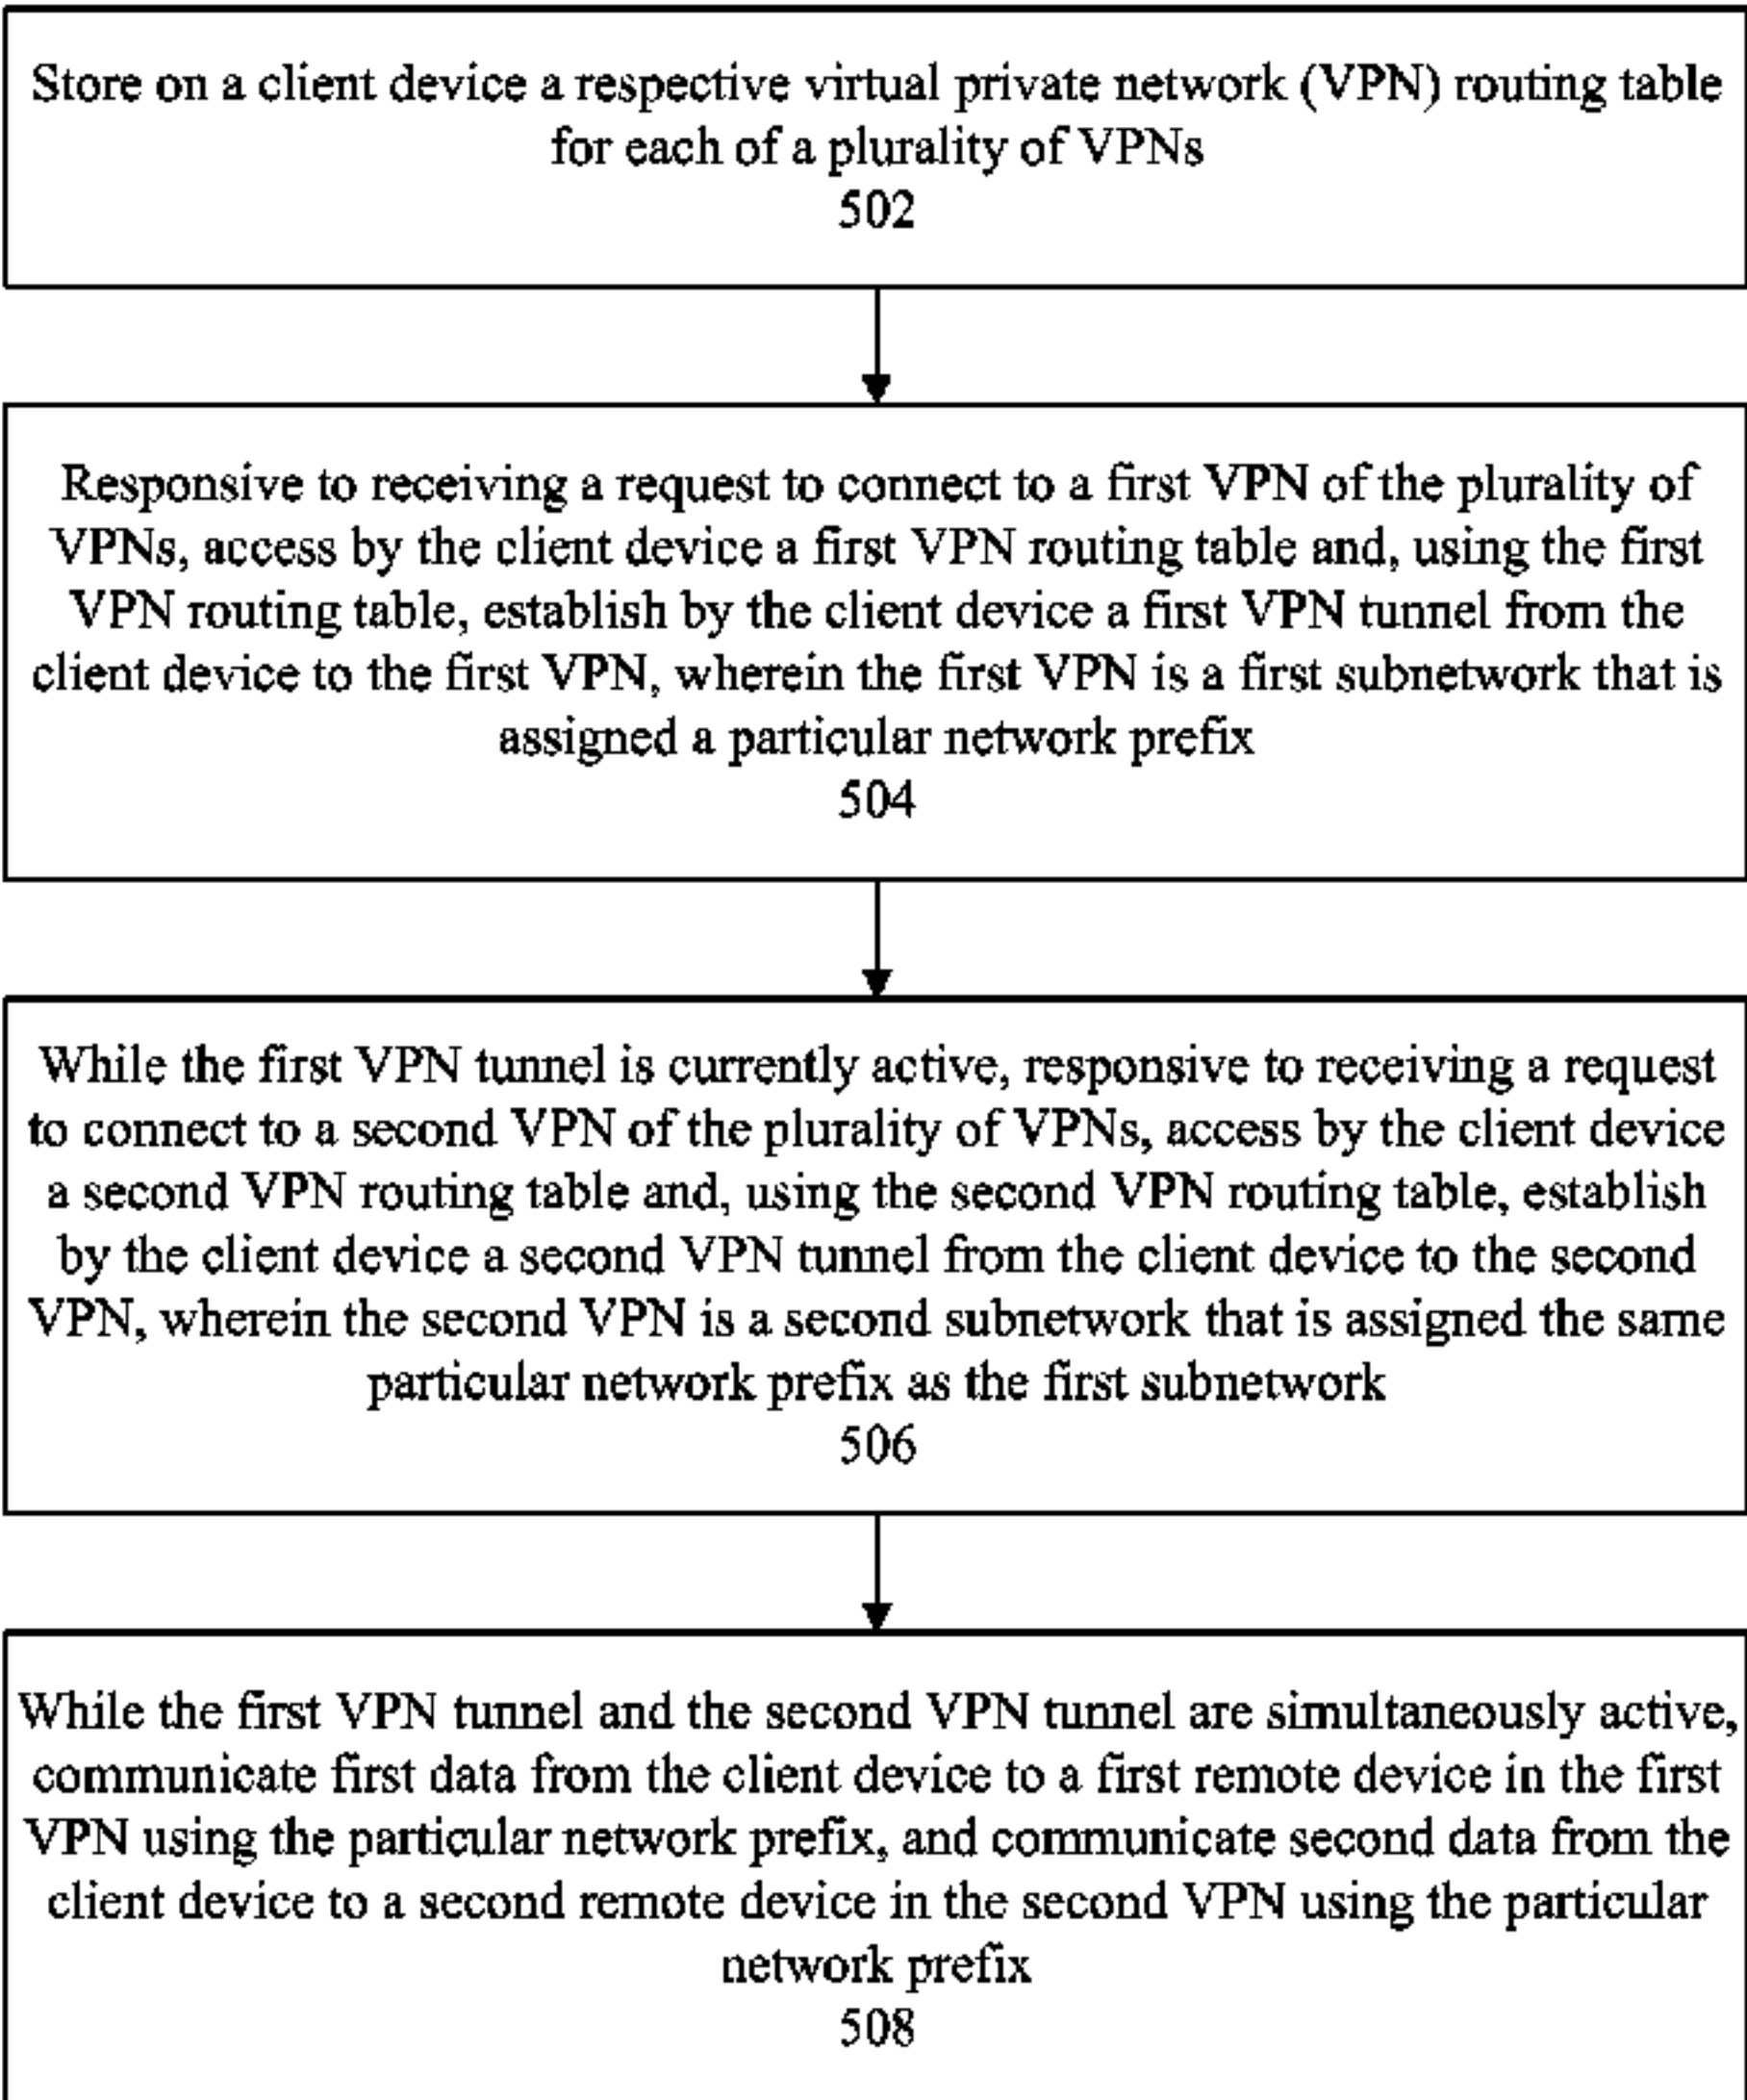 Store on a client device a respective virtual private network (VPN) routing table
for each of a plurality of VPNs
502
Responsive to receiving a request to connect to a first VPN of the plurality of
VPNs, access by the client device a first VPN routing table and, using the first
VPN routing table, establish by the client device a first VPN tunnel from the
client device to the first VPN, wherein the first VPN is a first subnetwork that is
assigned a particular network prefix
504
While the first VPN tunnel is currently active, responsive to receiving a request
to connect to a second VPN of the plurality of VPNs, access by the client device
a second VPN routing table and, using the second VPN routing table, establish
by the client device a second VPN tunnel from the client device to the second
VPN, wherein the second VPN is a second subnetwork that is assigned the same
particular network prefix as the first subnetwork
506
While the first VPN tunnel and the second VPN tunnel are simultaneously active,
communicate first data from the client device to a first remote device in the first
VPN using the particular network prefix, and communicate second data from the
client device to a second remote device in the second VPN using the particular
network prefix
508